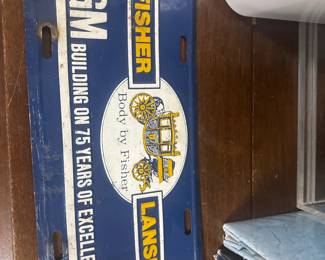 FISHER LANS
Body by Fisher
GM
BUILDING ON 75 YEARS OF EXCELLE